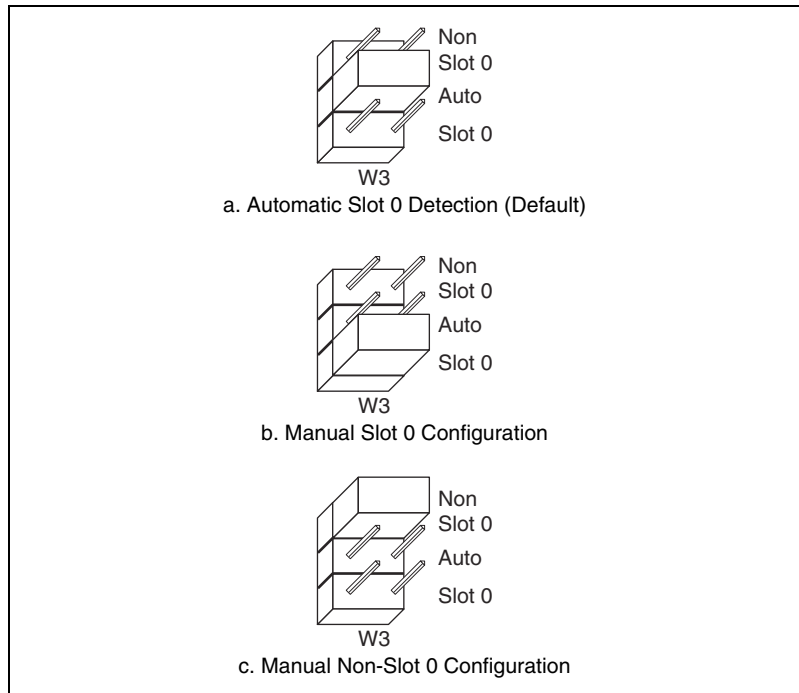 Non
Slot 0
Auto
Slot 0
W3
a. Automatic Slot 0 Detection (Default)
Non
Slot 0
Auto
Slot 0
W3
b. Manual Slot 0 Configuration
Non
Slot 0
Auto
Slot 0
W3
c. Manual Non-Slot 0 Configuration